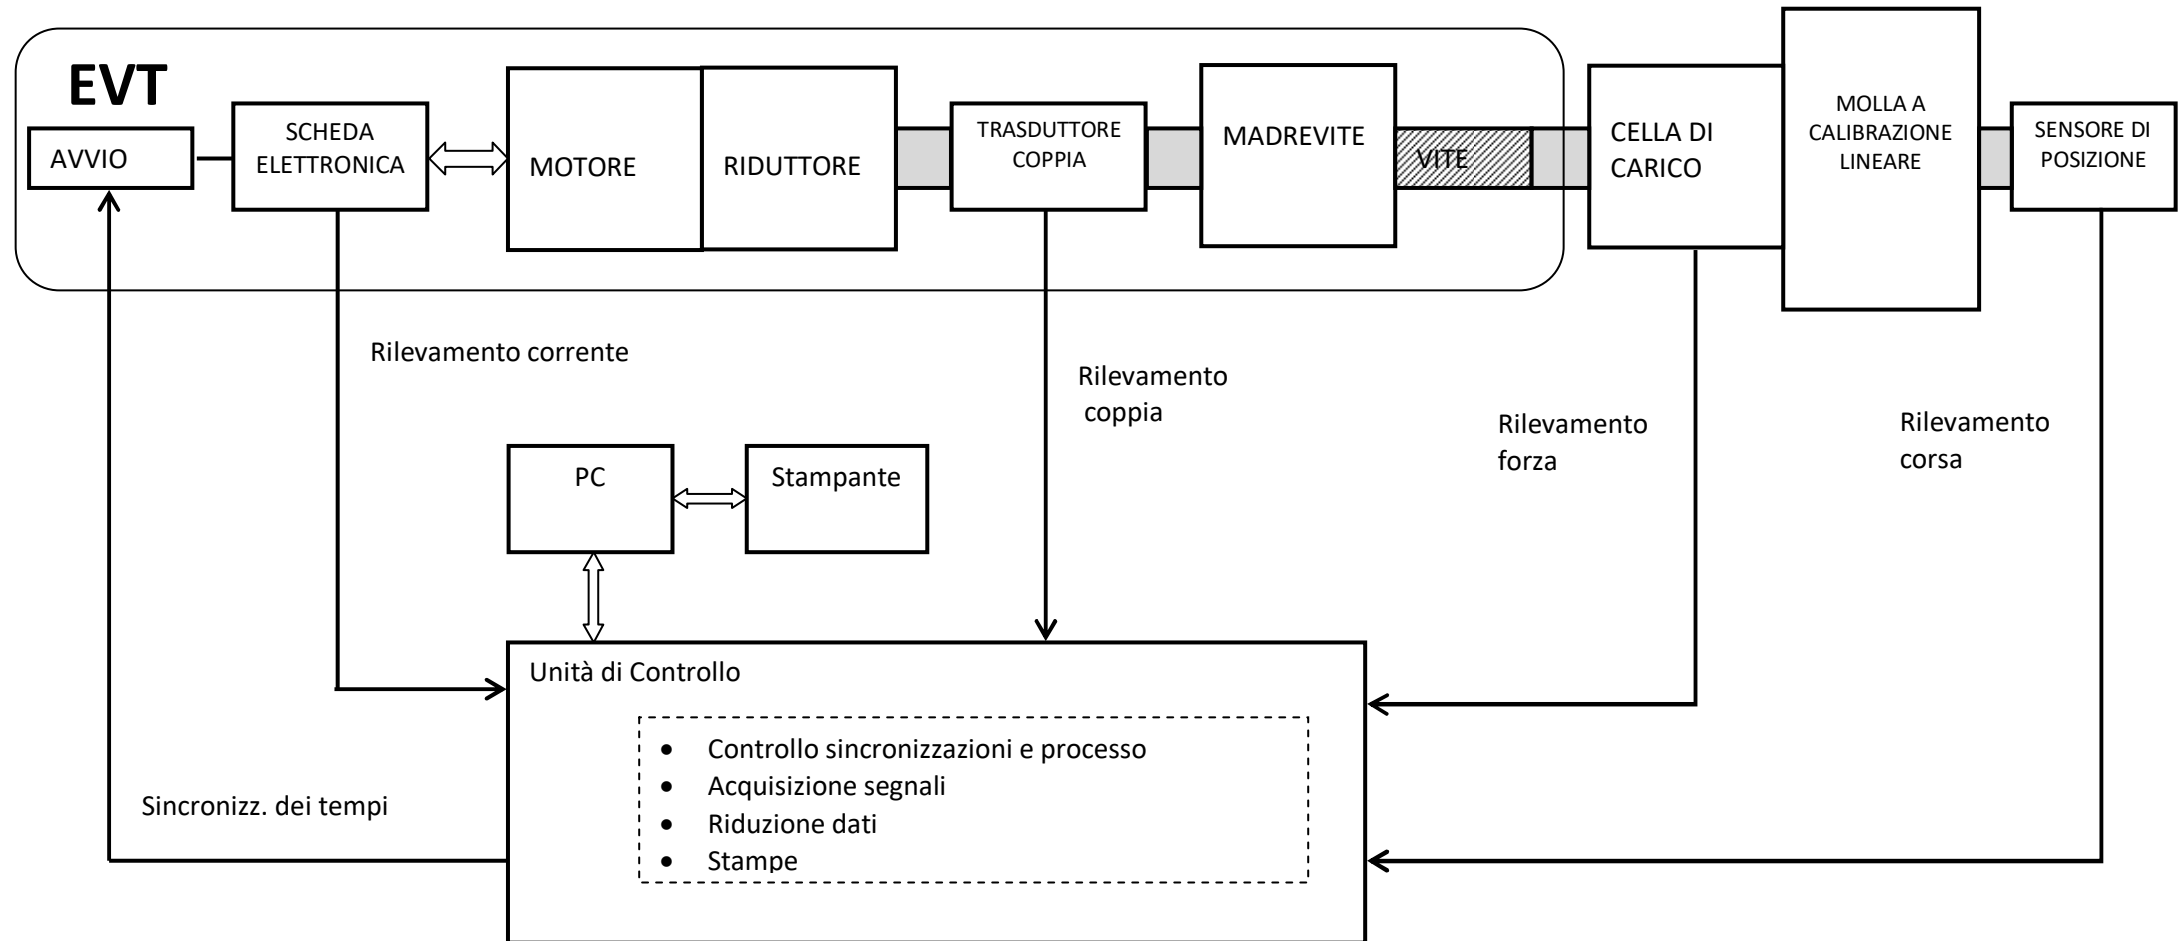 EVT
AVVIO
SCHEDA
ELETTRONICA
MOTORE
RIDUTTORE
TRASDUTTORE
COPPIA
MADREVITE
VITE
CELLA DI
CARICO
MOLLA A
CALIBRAZIONE
LINEARE
SENSORE DI
POSIZIONE
Rilevamento corrente
Rilevamento
coppia
Rilevamento
forza
Rilevamento
corsa
PC
Stampante
Unità di Controllo
• Controllo sincronizzazioni e processo
• Acquisizione segnali
• Riduzione dati
• Stampe
Sincronizz. dei tempi